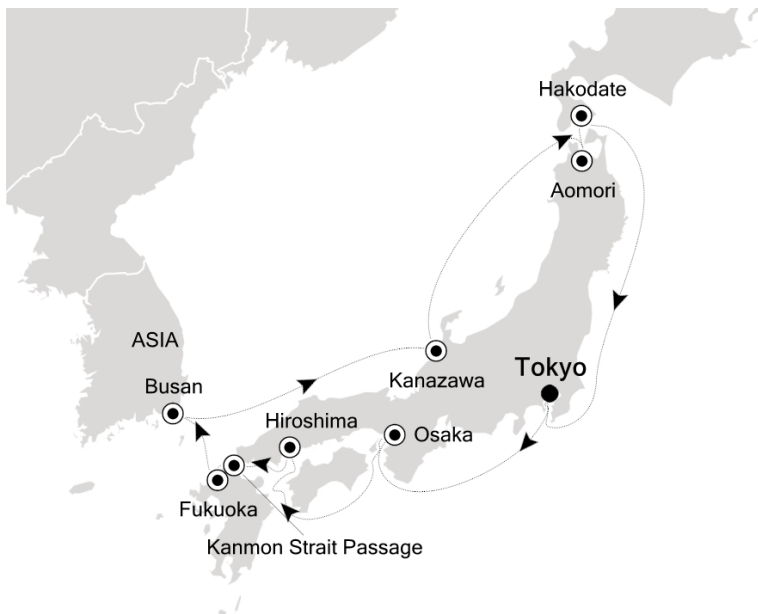 Hakodate
Aomori
ASIA
Busan
Kanazawa
Tokyo
Hiroshima
Osaka
Fukuoka
Kanmon Strait Passage